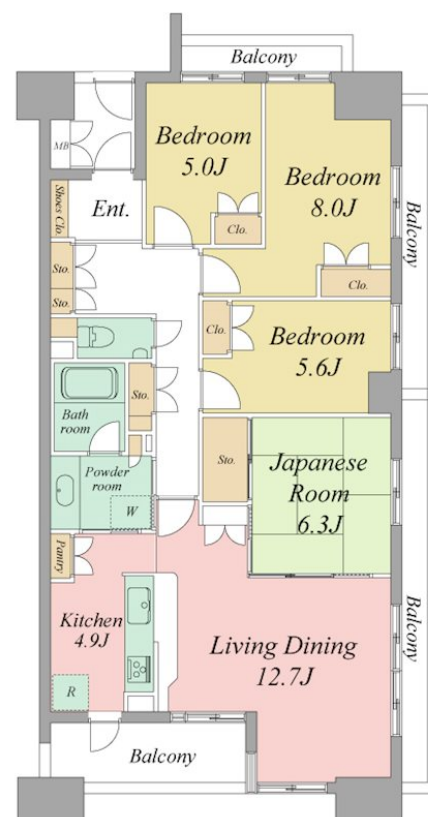 Balcony
MB
Bedroom
5.0J
Bedroom
8.0J
Balcony
Shoes Clo.
Ent.
Clo.
Sto.
Sto.
Clo.
Clo.
Bedroom
5.6J
Bath
room
Sto.
Powder
room
W
Sto.
Japanese
Room
6.3J
Pantry
Kitchen
4.9J
R
Living Dining
12.7J
Balcony
Balcony